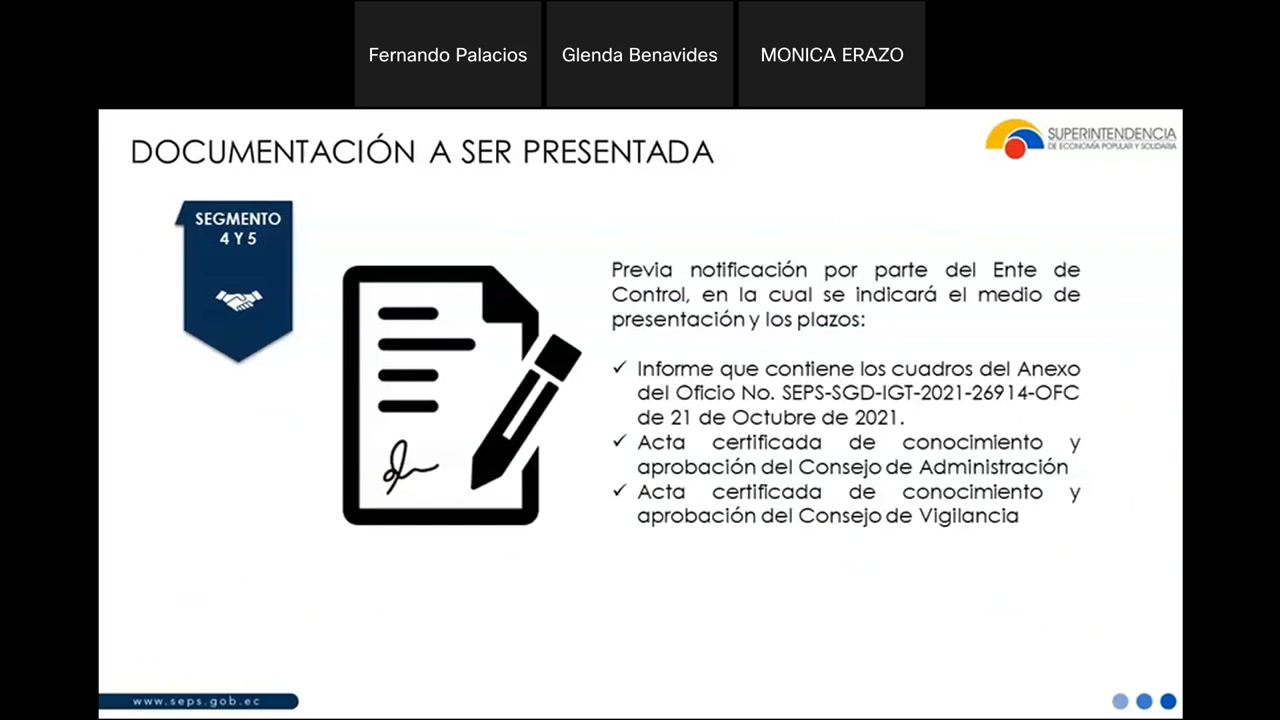 Fernando Palacios
Glenda Benavides
MONICA ERAZO
DOCUMENTACIÓN A SER PRESENTADA
SUPERINTENDENCIA
DE ECONOMÍA POPULAR Y SOLIDARIA
SEGMENTO
4 Y 5
Previa notificación por parte del Ente de
Control, en la cual se indicará el medio de
presentación y los plazos:
✓ Informe que contiene los cuadros del Anexo
del Oficio No. SEPS-SGD-IGT-2021-26914-OFC
de 21 de Octubre de 2021.
✓ Acta certificada de conocimiento y
aprobación del Consejo de Administración
✓ Acta certificada de conocimiento y
aprobación del Consejo de Vigilancia
www.seps.gob.ec